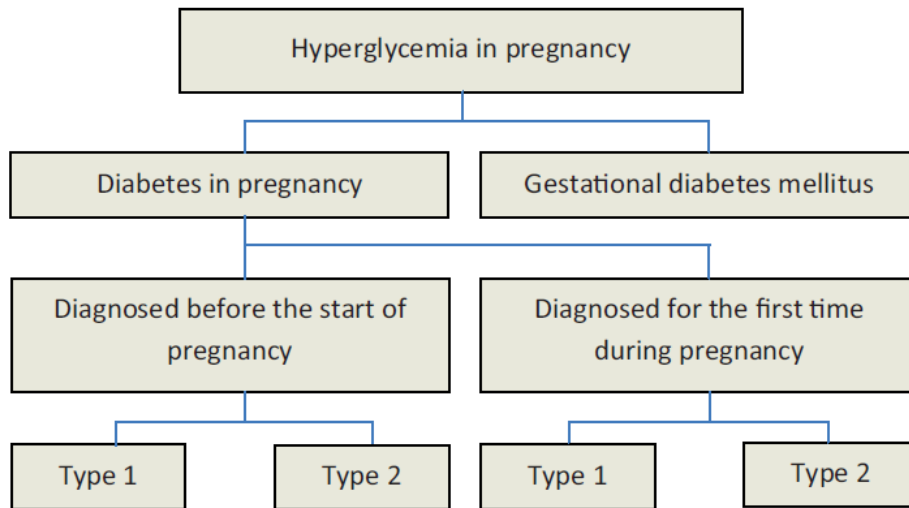 Hyperglycemia in pregnancy
Diabetes in pregnancy
Gestational diabetes mellitus
Diagnosed before the start of
pregnancy
Diagnosed for the first time
during pregnancy
Type 1
Type 2
Type 1
Type 2